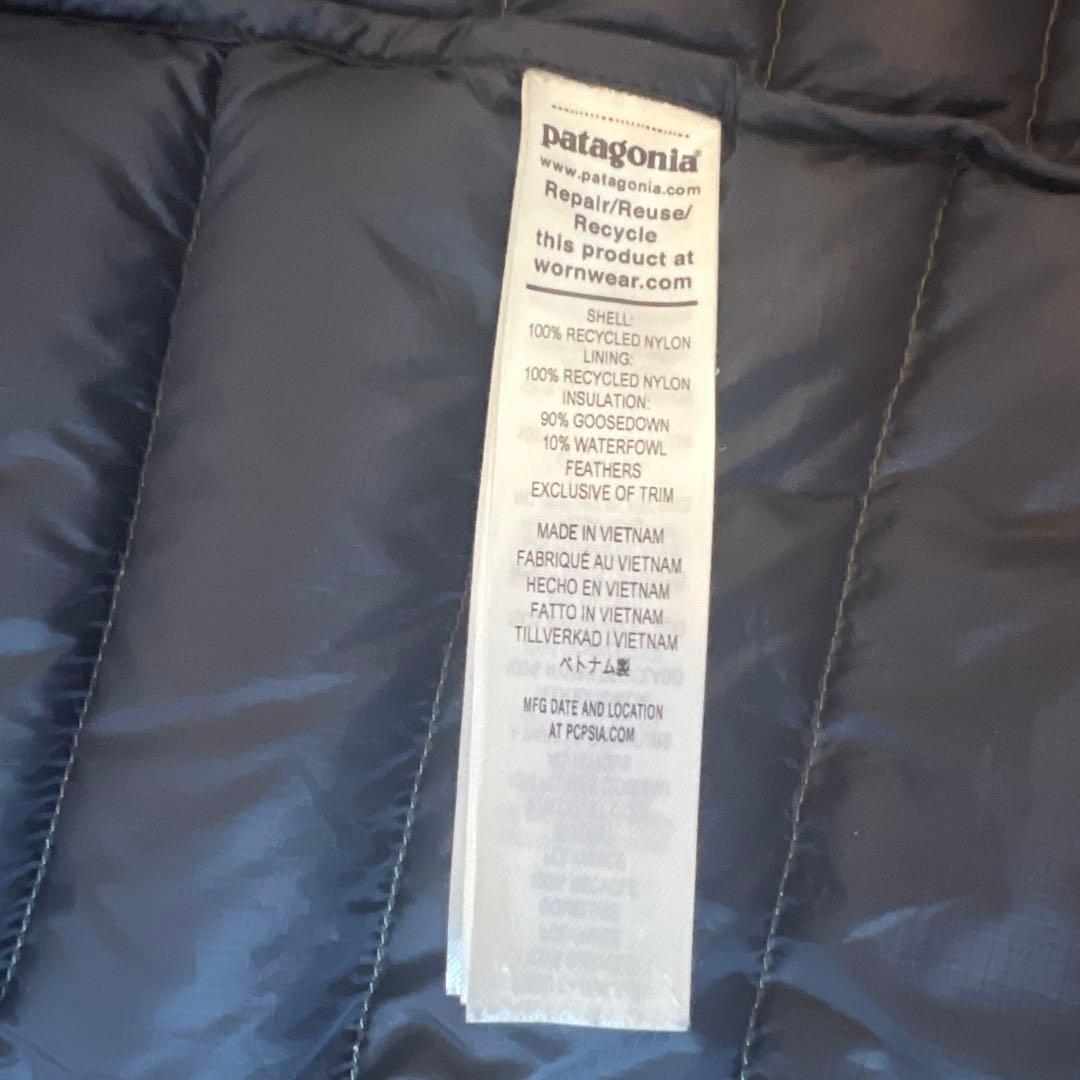 patagonia®
www.patagonia.com
Repair/Reuse/
Recycle
this product at
wornwear.com
SHELL:
100% RECYCLED NYLON
LINING:
100% RECYCLED NYLON
INSULATION:
90% GOOSEDOWN
10% WATERFOWL
FEATHERS
EXCLUSIVE OF TRIM
MADE IN VIETNAM
FABRIQUÉ AU VIETNAM
HECHO EN VIETNAM
FATTO IN VIETNAM
TILLVERKAD I VIETNAM
ベトナム製
MFG DATE AND LOCATION
AT PCPSIA.COM